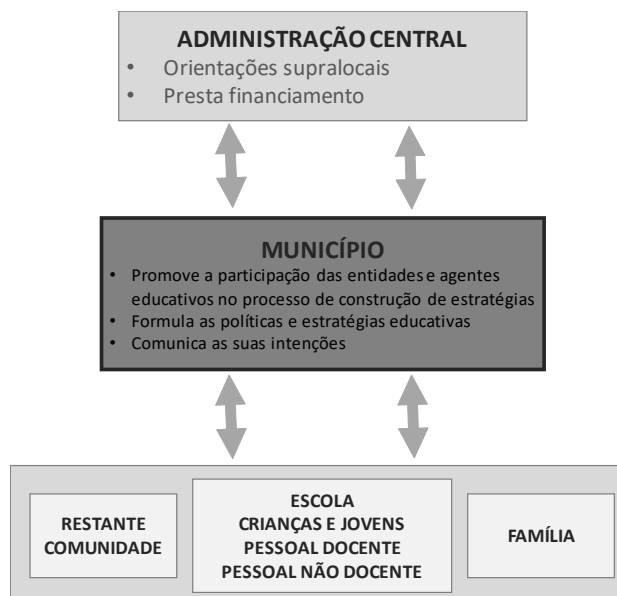 ADMINISTRAÇÃO CENTRAL
• Orientações supralocais
• Presta financiamento
MUNICÍPIO
• Promove a participação das entidades e agentes
educativos no processo de construção de estratégias
• Formula as políticas e estratégias educativas
• Comunica as suas intenções
RESTANTE
COMUNIDADE
ESCOLA
CRIANÇAS E JOVENS
PESSOAL DOCENTE
PESSOAL NÃO DOCENTE
FAMÍLIA